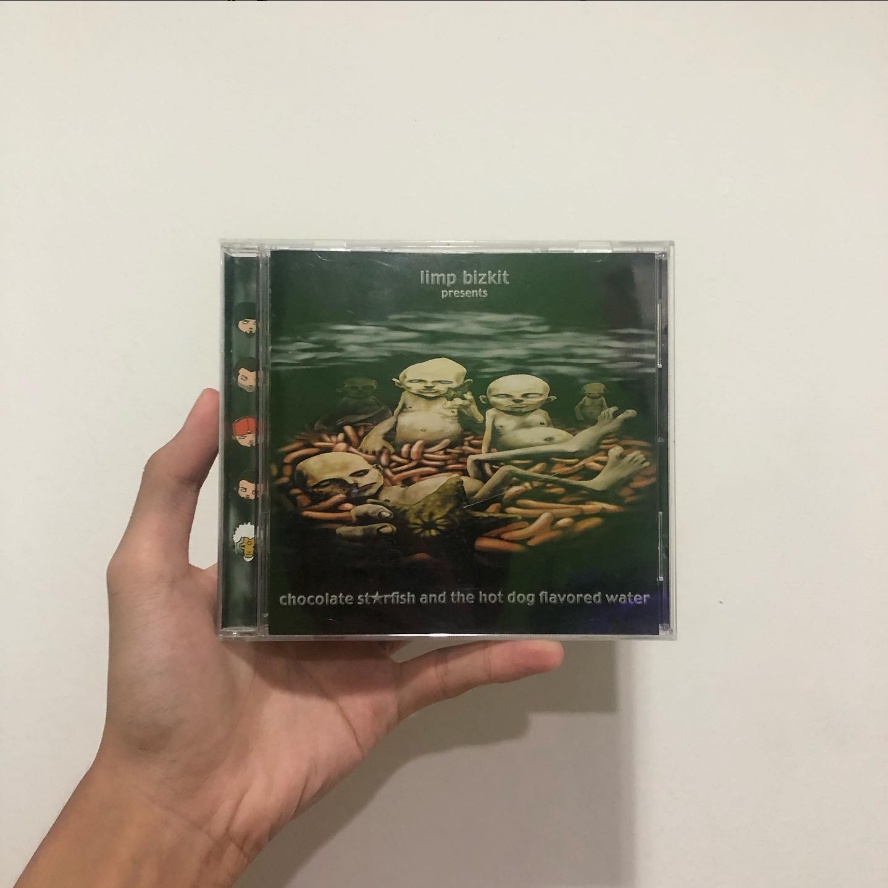 limp bizkit
presents
chocolate st★rfish and the hot dog flavored water